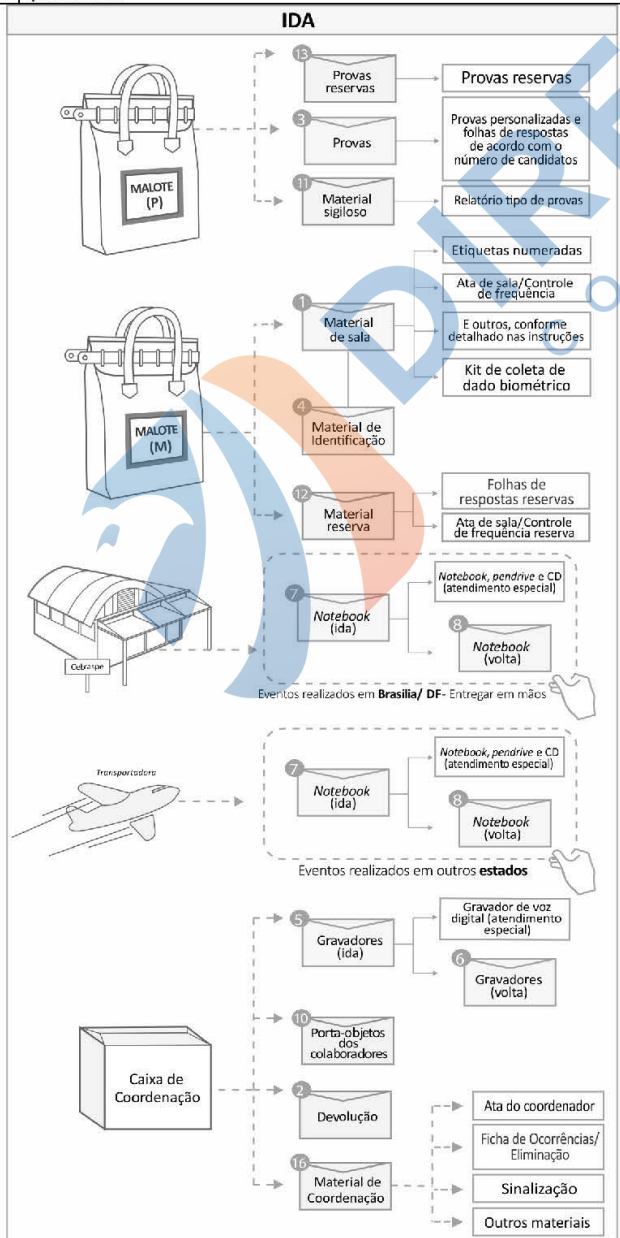 IDA
MALOTE
(P)
13
Provas
reservas
Provas reservas
3
Provas
Provas personalizadas e
folhas de respostas
de acordo com o
número de candidatos
11
Material
sigiloso
Relatório tipo de provas
MALOTE
(M)
1
Material
de sala
Etiquetas numeradas
Ata de sala/Controle
de frequência
E outros, conforme
detalhado nas instruções
Kit de coleta de
dado biométrico
4
Material de
Identificação
12
Material
reserva
Folhas de
respostas reservas
Ata de sala/Controle
de frequência reserva
Cebraspe
7
Notebook
(ida)
Notebook, pendrive e CD
(atendimento especial)
8
Notebook
(volta)
Eventos realizados em Brasília/ DF- Entregar em mãos
Transportadora
7
Notebook
(ida)
Notebook, pendrive e CD
(atendimento especial)
8
Notebook
(volta)
Eventos realizados em outros estados
Caixa de
Coordenação
5
Gravadores
(ida)
Gravador de voz
digital (atendimento
especial)
6
Gravadores
(volta)
10
Porta-objetos
dos
colaboradores
2
Devolução
16
Material de
Coordenação
Ata do coordenador
Ficha de Ocorrências/
Eliminação
Sinalização
Outros materiais